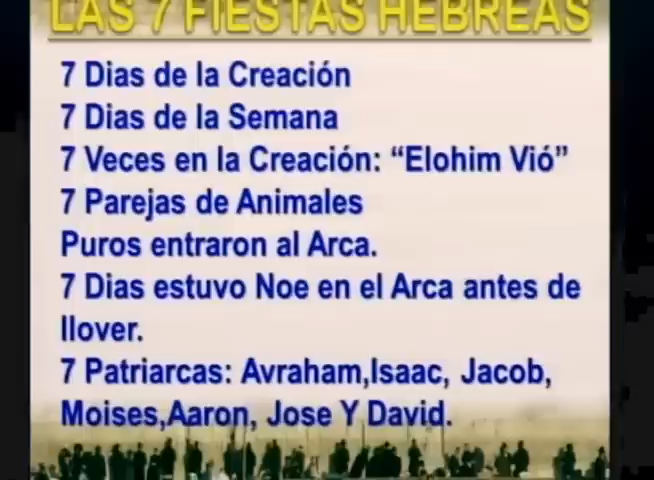 LAS 7 FIESTAS HEBREAS
7 Dias de la Creación
7 Dias de la Semana
7 Veces en la Creación: “Elohim Vió”
7 Parejas de Animales
Puros entraron al Arca.
7 Dias estuvo Noe en el Arca antes de
llover.
7 Patriarcas: Avraham,Isaac, Jacob,
Moises,Aaron, Jose Y David.